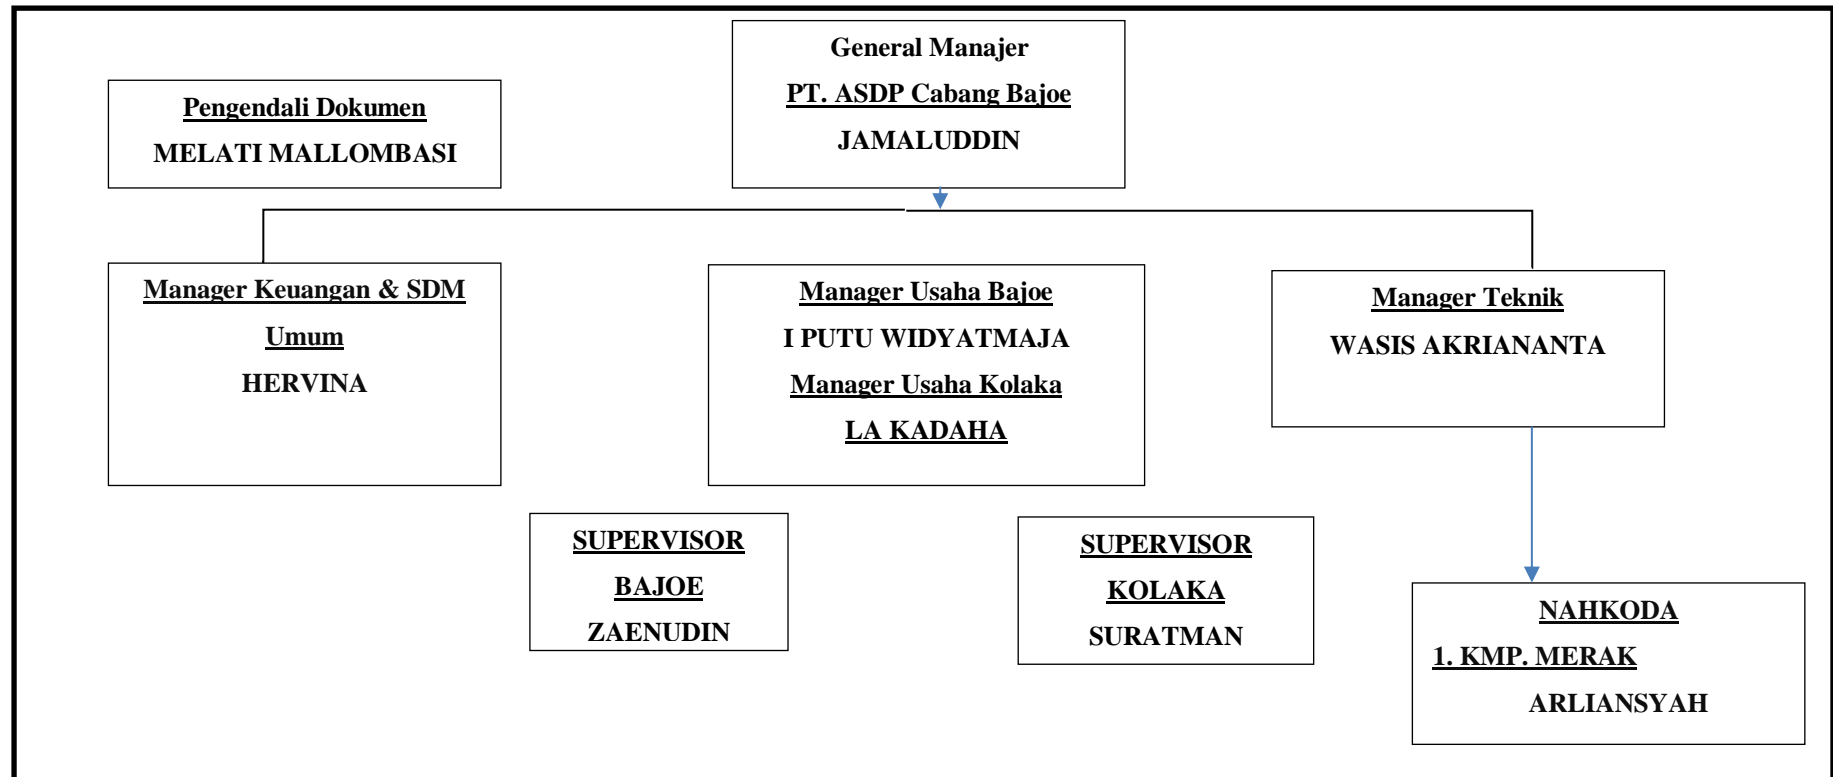 General Manajer
PT. ASDP Cabang Bajoe
JAMALUDDIN
Pengendali Dokumen
MELATI MALLOMBASI
Manager Keuangan & SDM
Umum
HERVINA
Manager Usaha Bajoe
I PUTU WIDYATMAJA
Manager Usaha Kolaka
LA KADAHA
Manager Teknik
WASIS AKRIANANTA
SUPERVISOR
BAJOE
ZAENUDIN
SUPERVISOR
KOLAKA
SURATMAN
NAHKODA
1. KMP. MERAK
ARLIANSYAH